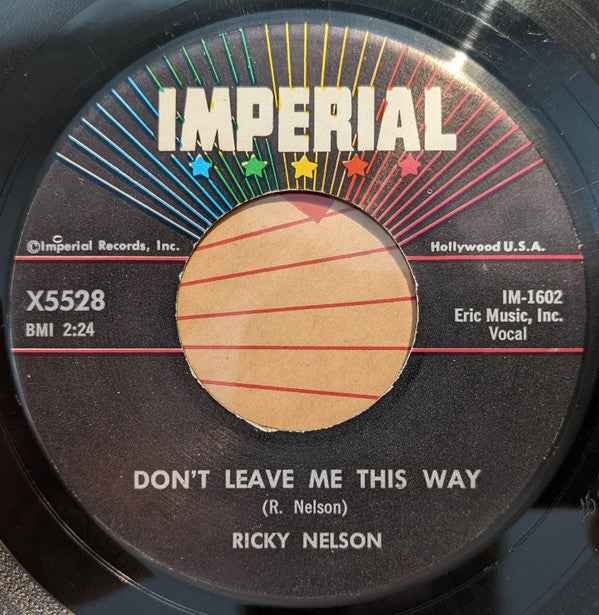 IMPERIAL
©Imperial Records, Inc.
Hollywood U.S.A.
X5528
BMI 2:24
IM-1602
Eric Music, Inc.
Vocal
DON'T LEAVE ME THIS WAY
(R. Nelson)
RICKY NELSON